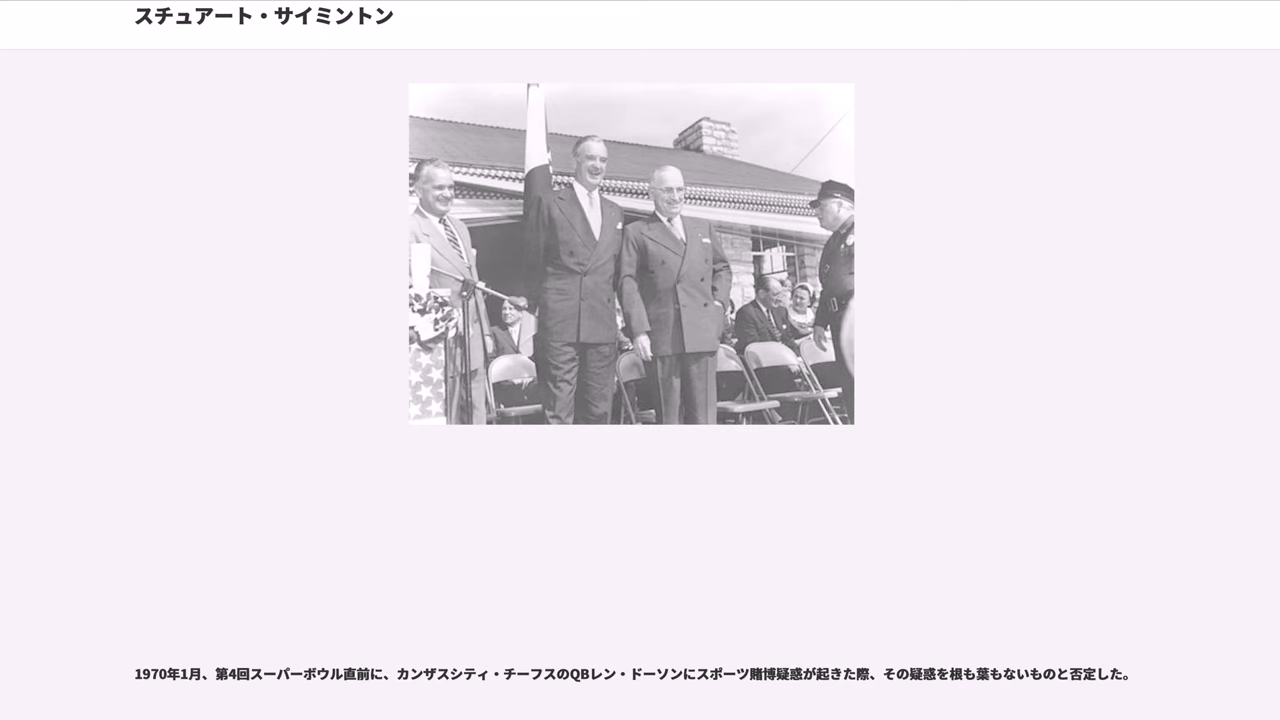 スチュアート・サイミントン
1970年1月、第4回スーパーボウル直前に、カンザスシティ・チーフスのQBレン・ドーソンにスポーツ賭博疑惑が起きた際、その疑惑を根も葉もないものと否定した。